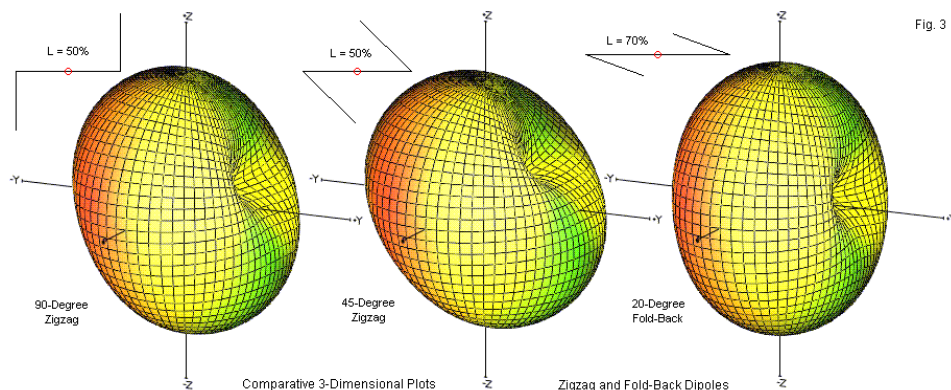 Fig. 3
L = 50%
+Z
-Y
+Y
90-Degree
Zigzag
-Z
L = 50%
+Z
-Y
+Y
45-Degree
Zigzag
-Z
L = 70%
+Z
-Y
20-Degree
Fold-Back
-Z
Comparative 3-Dimensional Plots
Zigzag and Fold-Back Dipoles